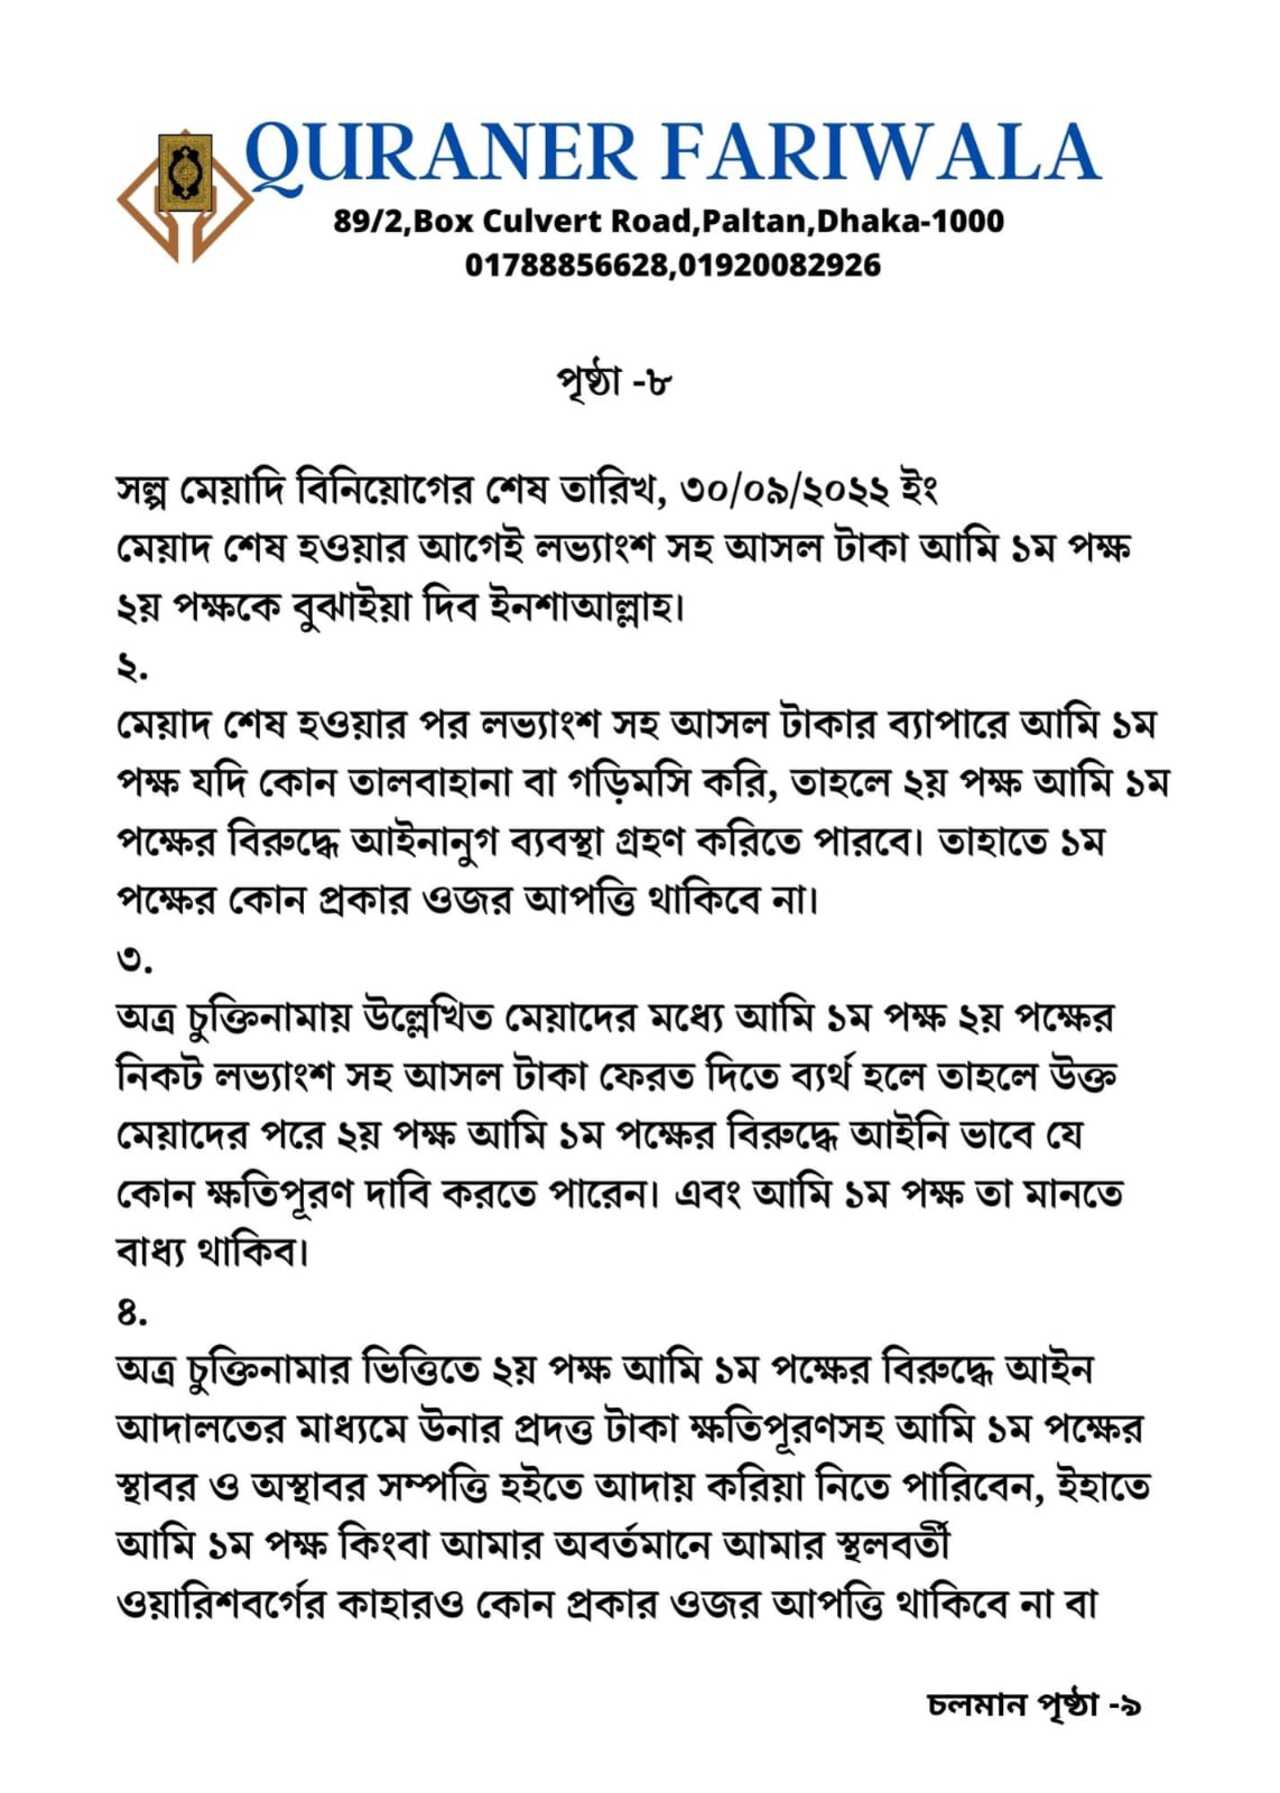 QURANER FARIWALA
89/2,Box Culvert Road,Paltan,Dhaka-1000
01788856628,01920082926
পৃষ্ঠা -৮
সল্প মেয়াদি বিনিয়োগের শেষ তারিখ, ৩০/০৯/২০২২ ইং
মেয়াদ শেষ হওয়ার আগেই লভ্যাংশ সহ আসল টাকা আমি ১ম পক্ষ
২য় পক্ষকে বুঝাইয়া দিব ইনশাআল্লাহ।
২.
মেয়াদ শেষ হওয়ার পর লভ্যাংশ সহ আসল টাকার ব্যাপারে আমি ১ম
পক্ষ যদি কোন তালবাহানা বা গড়িমসি করি, তাহলে ২য় পক্ষ আমি ১ম
পক্ষের বিরুদ্ধে আইনানুগ ব্যবস্থা গ্রহণ করিতে পারবে। তাহাতে ১ম
পক্ষের কোন প্রকার ওজর আপত্তি থাকিবে না।
৩.
অত্র চুক্তিনামায় উল্লেখিত মেয়াদের মধ্যে আমি ১ম পক্ষ ২য় পক্ষের
নিকট লভ্যাংশ সহ আসল টাকা ফেরত দিতে ব্যর্থ হলে তাহলে উক্ত
মেয়াদের পরে ২য় পক্ষ আমি ১ম পক্ষের বিরুদ্ধে আইনি ভাবে যে
কোন ক্ষতিপূরণ দাবি করতে পারেন। এবং আমি ১ম পক্ষ তা মানতে
বাধ্য থাকিব।
৪.
অত্র চুক্তিনামার ভিত্তিতে ২য় পক্ষ আমি ১ম পক্ষের বিরুদ্ধে আইন
আদালতের মাধ্যমে উনার প্রদত্ত টাকা ক্ষতিপূরণসহ আমি ১ম পক্ষের
স্থাবর ও অস্থাবর সম্পত্তি হইতে আদায় করিয়া নিতে পারিবেন, ইহাতে
আমি ১ম পক্ষ কিংবা আমার অবর্তমানে আমার স্থলবর্তী
ওয়ারিশবর্গের কাহারও কোন প্রকার ওজর আপত্তি থাকিবে না বা
চলমান পৃষ্ঠা -৯